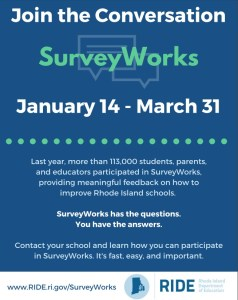 Join the Conversation
SurveyWorks
January 14 - March 31
Last year, more than 113,000 students, parents,
and educators participated in SurveyWorks,
providing meaningful feedback on how to
improve Rhode Island schools.
SurveyWorks has the questions.
You have the answers.
Contact your school and learn how you can participate
in SurveyWorks. It's fast, easy, and important.
www.RIDE.ri.gov/SurveyWorks
RIDE
Rhode Island
Department
of Education